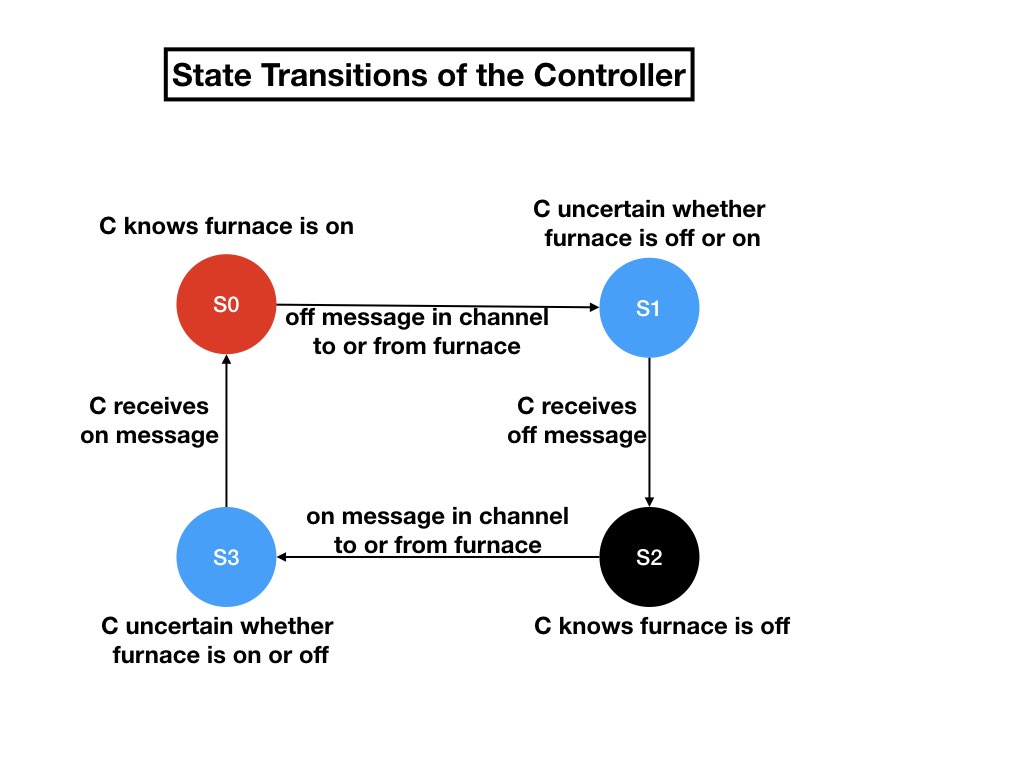 State Transitions of the Controller
C knows furnace is on
C uncertain whether
furnace is off or on
S0
S1
off message in channel
to or from furnace
C receives
on message
C receives
off message
on message in channel
to or from furnace
S3
S2
C uncertain whether
furnace is on or off
C knows furnace is off